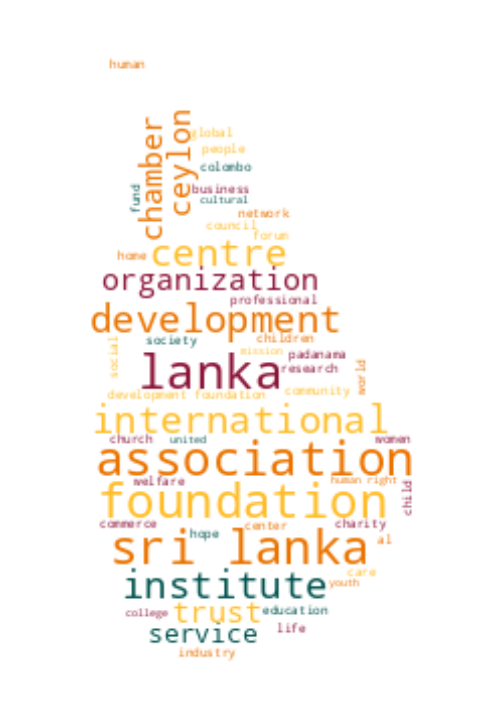 human
chamber
ceylon
global
people
colombo
fund
business
cultural
network
council
forum
home
centre
organization
professional
development
society
children
social
mission
padanama
lanka
research
world
development foundation
community
international
church
united
women
association
welfare
human right
child
foundation
commerce
center
charity
hope
al
sri lanka
care
institute
youth
college
trust
education
service
life
industry